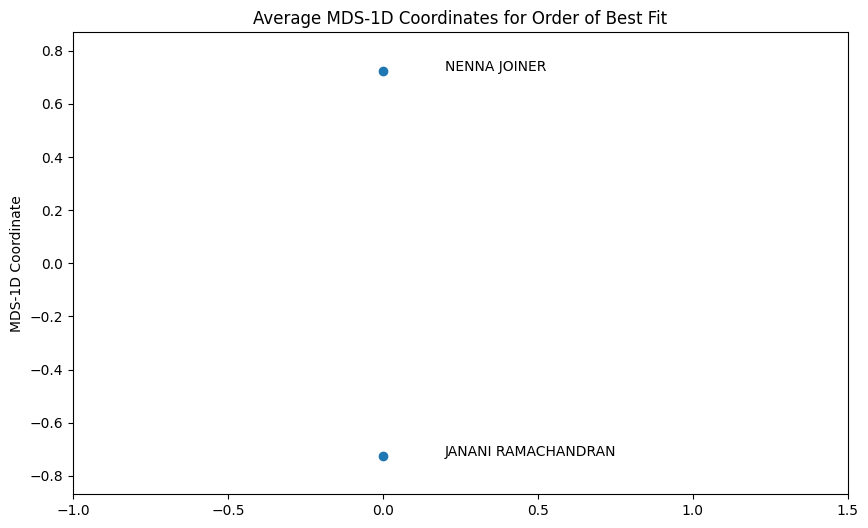 Average MDS-1D Coordinates for Order of Best Fit
MDS-1D Coordinate
0.8
0.6
0.4
0.2
0.0
−0.2
−0.4
−0.6
−0.8
NENNA JOINER
JANANI RAMACHANDRAN
−1.0 −0.5 0.0 0.5 1.0 1.5